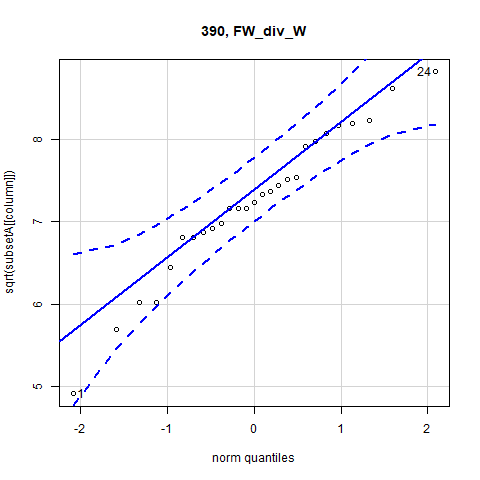 390, FW_div_W
sqrt(subsetA[[column]])
8
7
6
5
24
1
-2 -1 0 1 2
norm quantiles